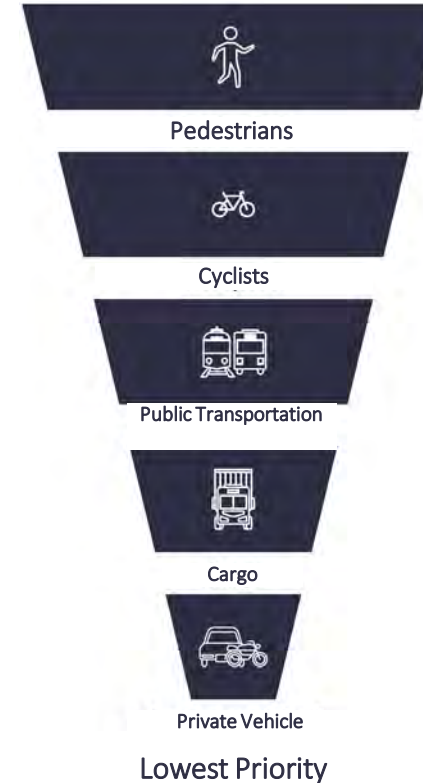 Pedestrians
Cyclists
Public Transportation
Cargo
Private Vehicle
Lowest Priority